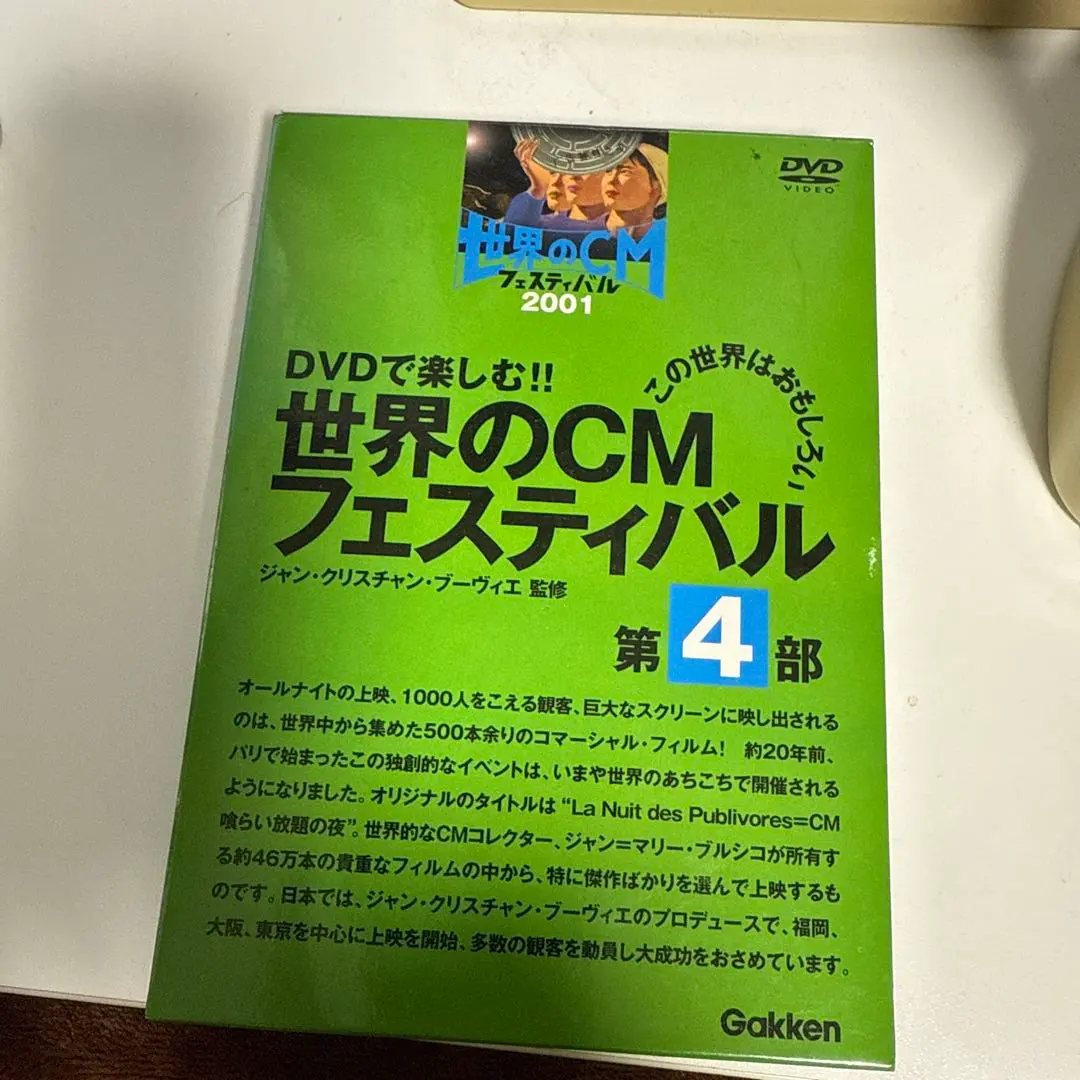 DVD
VIDEO
世界のCM
フェスティバル
2001
この世界はおもしろい
DVDで楽しむ!!
世界のCM
フェスティバル
ジャン・クリスチャン・ブーヴィエ 監修
第4部
オールナイトの上映、1000人をこえる観客、巨大なスクリーンに映し出される
のは、世界中から集めた500本余りのコマーシャル・フィルム! 約20年前、
パリで始まったこの独創的なイベントは、いまや世界のあちこちで開催される
ようになりました。オリジナルのタイトルは“La Nuit des Publivores=CM
喰らい放題の夜”。世界的なCMコレクター、ジャン=マリー・ブルシコが所有す
る約46万本の貴重なフィルムの中から、特に傑作ばかりを選んで上映するも
のです。日本では、ジャン・クリスチャン・ブーヴィエのプロデュースで、福岡、
大阪、東京を中心に上映を開始、多数の観客を動員し大成功をおさめています。
Gakken